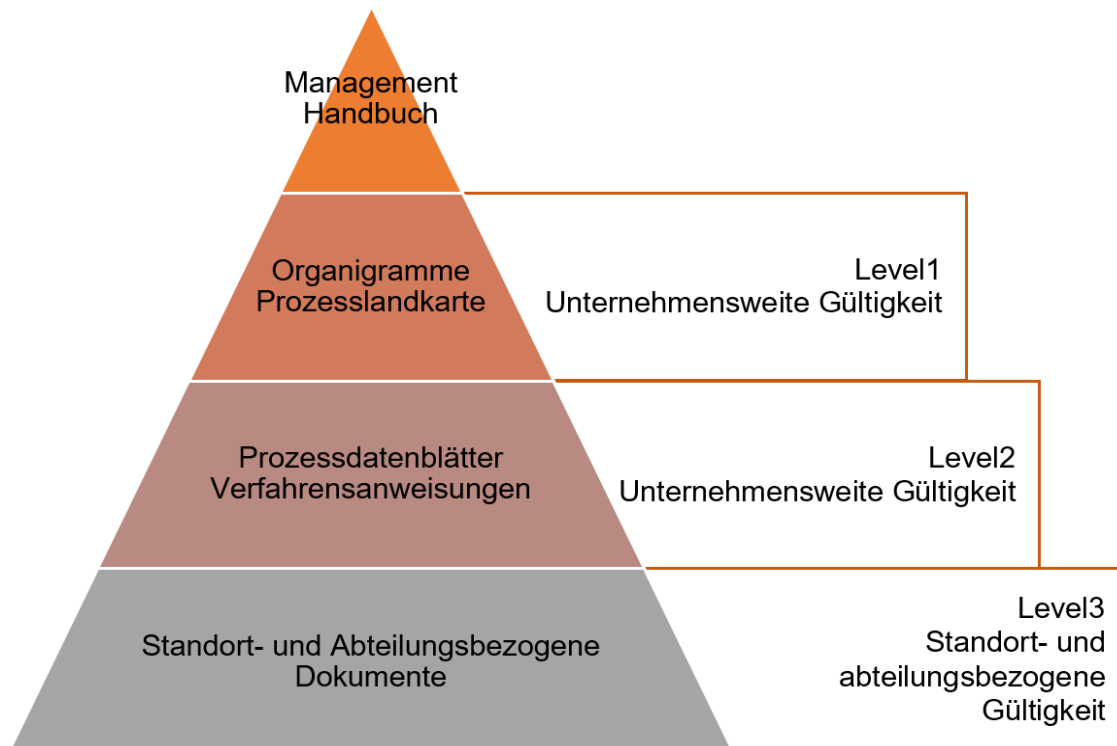 Management
Handbuch
Organigramme
Prozesslandkarte
Level1
Unternehmensweite Gültigkeit
Prozessdatenblätter
Verfahrensanweisungen
Level2
Unternehmensweite Gültigkeit
Standort- und Abteilungsbezogene
Dokumente
Level3
Standort- und
abteilungsbezogene
Gültigkeit